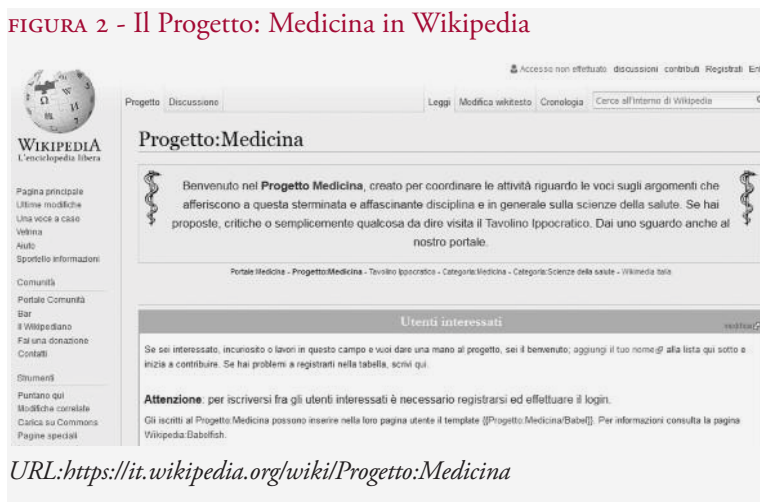 FIGURA 2 - Il Progetto: Medicina in Wikipedia
Accesso non effettuato discussioni contributi Registrati
Progetto Discussione Leggi Modifica wikitesto Cronologia Cerca all'interno di Wikipedia
WIKIPEDIA
L'enciclopedia libera
Pagina principale
Ultime modifiche
Una voce a caso
Vetrina
Aiuto
Sportello informazioni
Comunità
Portale Comunità
Bar
Il Wikipediano
Fai una donazione
Contatti
Strumenti
Puntano qui
Modifiche correlate
Carica su Commons
Pagine speciali
Progetto:Medicina
Benvenuto nel Progetto Medicina, creato per coordinare le attività riguardo le voci sugli argomenti che
afferiscono a questa sterminata e affascinante disciplina e in generale sulla scienze della salute. Se hai
proposte, critiche o semplicemente qualcosa da dire visita il Tavolino Ippocratico. Dai uno sguardo anche al
nostro portale.
Portale Medicina - Progetto:Medicina - Tavolino Ippocratico - Categoria:Medicina - Categoria:Scienze della salute - Wikimedia Italia
Utenti interessati
modifica
Se sei interessato, incuriosito o lavori in questo campo e vuoi dare una mano al progetto, sei il benvenuto; aggiungi il tuo nome alla lista qui sotto e
inizia a contribuire. Se hai problemi a registrarti nella tabella, scrivi qui.
Attenzione: per iscriversi fra gli utenti interessati è necessario registrarsi ed effettuare il login.
Gli iscritti al Progetto:Medicina possono inserire nella loro pagina utente il template {{Progetto:Medicina/Babel}}. Per informazioni consulta la pagina
Wikipedia:Babelfish.
URL:https://it.wikipedia.org/wiki/Progetto:Medicina